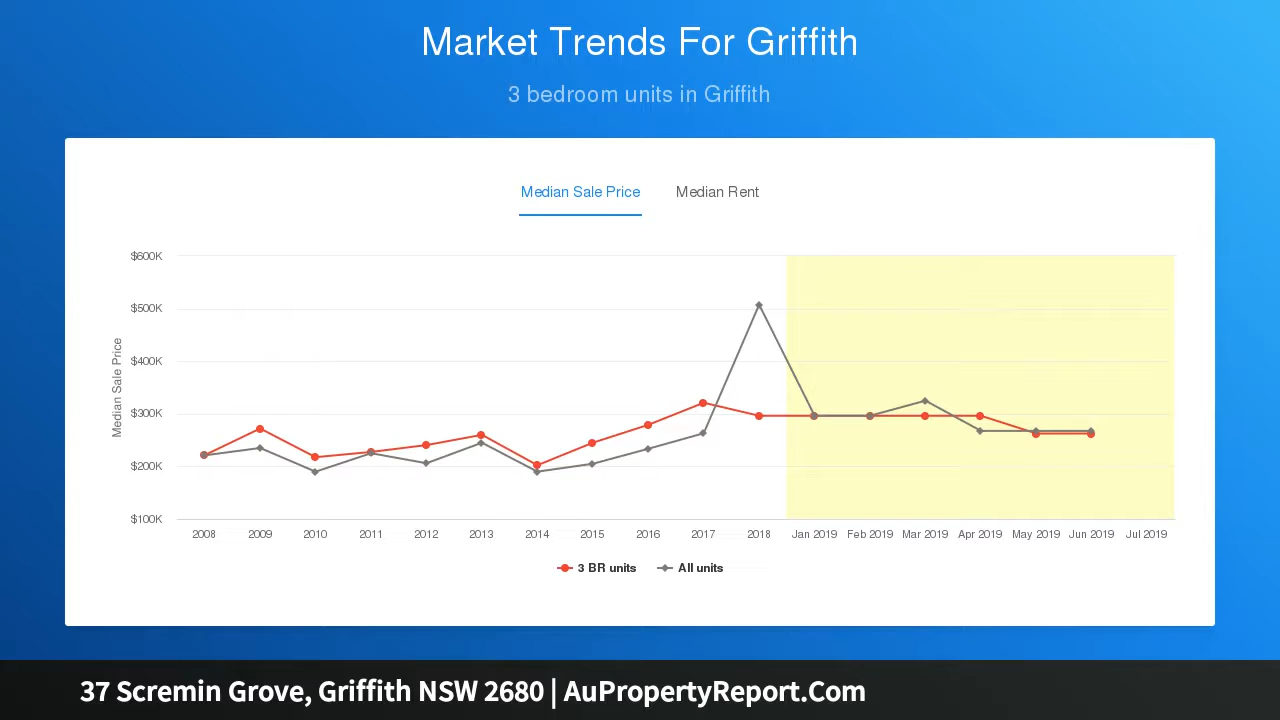 Market Trends For Griffith
3 bedroom units in Griffith
Median Sale Price Median Rent
$600K
$500K
$400K
$300K
$200K
$100K
Median Sale Price
2008 2009 2010 2011 2012 2013 2014 2015 2016 2017 2018 Jan 2019 Feb 2019 Mar 2019 Apr 2019 May 2019 Jun 2019 Jul 2019
3 BR units All units
37 Scremin Grove, Griffith NSW 2680 | AuPropertyReport.Com